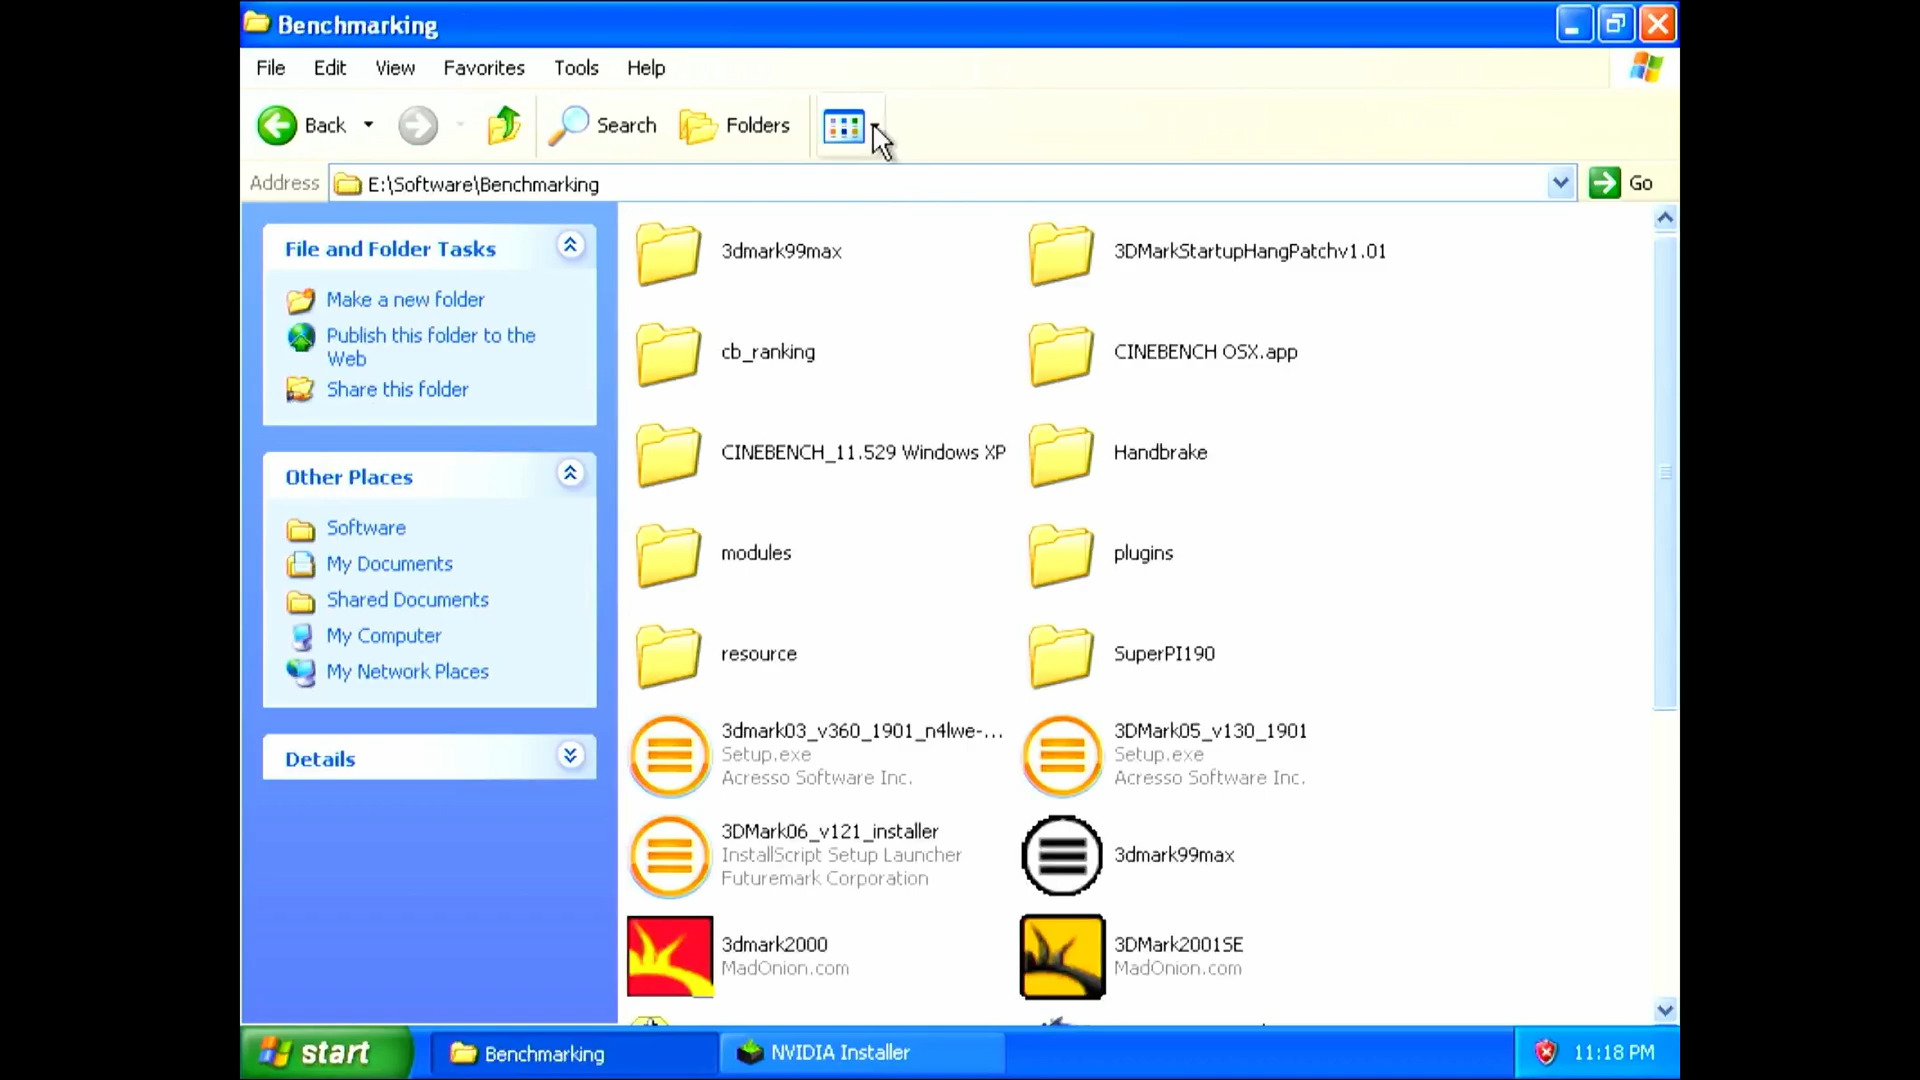 Benchmarking
File Edit View Favorites Tools Help
Back Search Folders
Address E:\Software\Benchmarking Go
File and Folder Tasks
Make a new folder
Publish this folder to the
Web
Share this folder
Other Places
Software
My Documents
Shared Documents
My Computer
My Network Places
Details
3dmark99max 3DMarkStartupHangPatchv1.01
cb_ranking CINEBENCH OSX.app
CINEBENCH_11.529 Windows XP Handbrake
modules plugins
resource SuperPI190
3dmark03_v360_1901_n4lwe-...
Setup.exe
Acresso Software Inc.
3DMark05_v130_1901
Setup.exe
Acresso Software Inc.
3DMark06_v121_installer
InstallScript Setup Launcher
Futuremark Corporation
3dmark99max
3dmark2000
MadOnion.com
3DMark2001SE
MadOnion.com
start Benchmarking NVIDIA Installer 11:18 PM